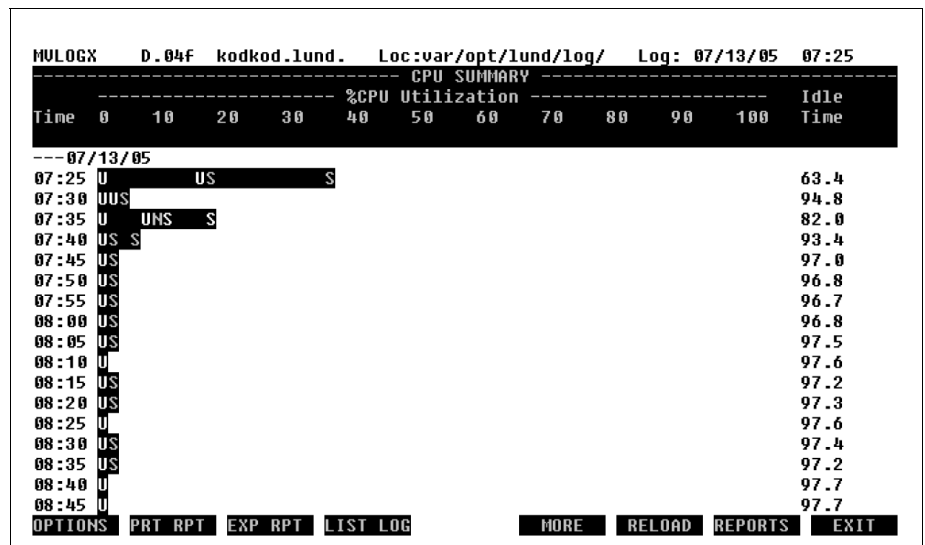 MVLOGX D.04f kodkod.lund. Loc:var/opt/lund/log/ Log: 07/13/05 07:25
------------------------------------ CPU SUMMARY -----------------------------------
----------------------- %CPU Utilization ----------------------- Idle
Time 0 10 20 30 40 50 60 70 80 90 100 Time
---07/13/05
07:25 U US S 63.4
07:30 UUS 94.8
07:35 U UNS S 82.0
07:40 US S 93.4
07:45 US 97.0
07:50 US 96.8
07:55 US 96.7
08:00 US 96.8
08:05 US 97.5
08:10 U 97.6
08:15 US 97.2
08:20 US 97.3
08:25 U 97.6
08:30 US 97.4
08:35 US 97.2
08:40 U 97.7
08:45 U 97.7
OPTIONS PRT RPT EXP RPT LIST LOG MORE RELOAD REPORTS EXIT